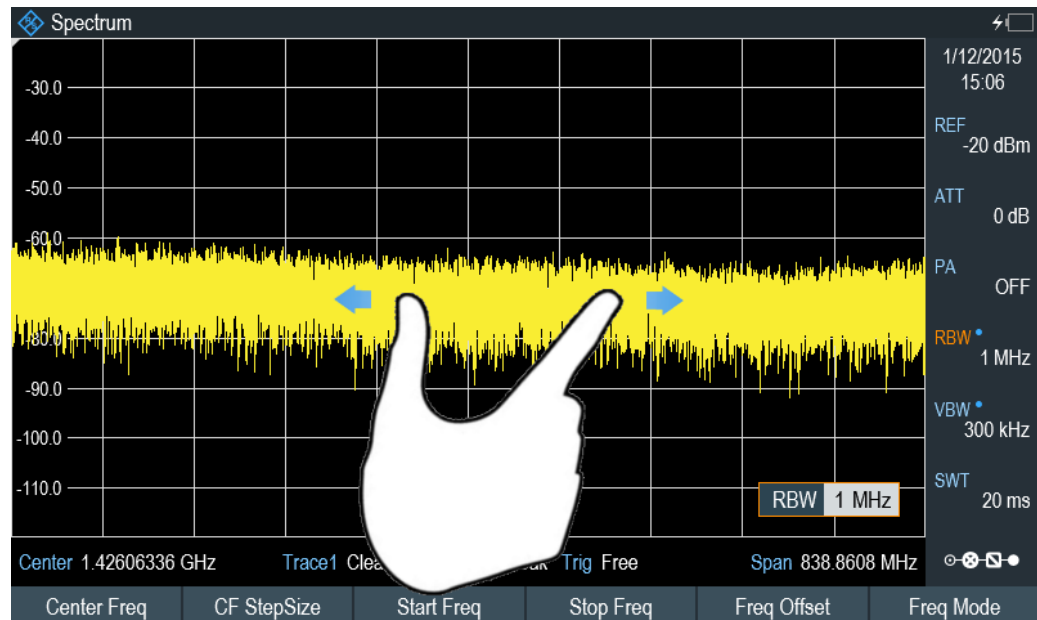 Spectrum
1/12/2015
15:06
-30.0
-40.0
-50.0
-60.0
-80.0
-90.0
-100.0
-110.0
REF
-20 dBm
ATT
0 dB
PA
OFF
RBW
1 MHz
VBW
300 kHz
SWT
20 ms
RBW 1 MHz
Center 1.42606336 GHz Trace1 Trig Free Span 838.8608 MHz
Center Freq CF StepSize Start Freq Stop Freq Freq Offset Freq Mode